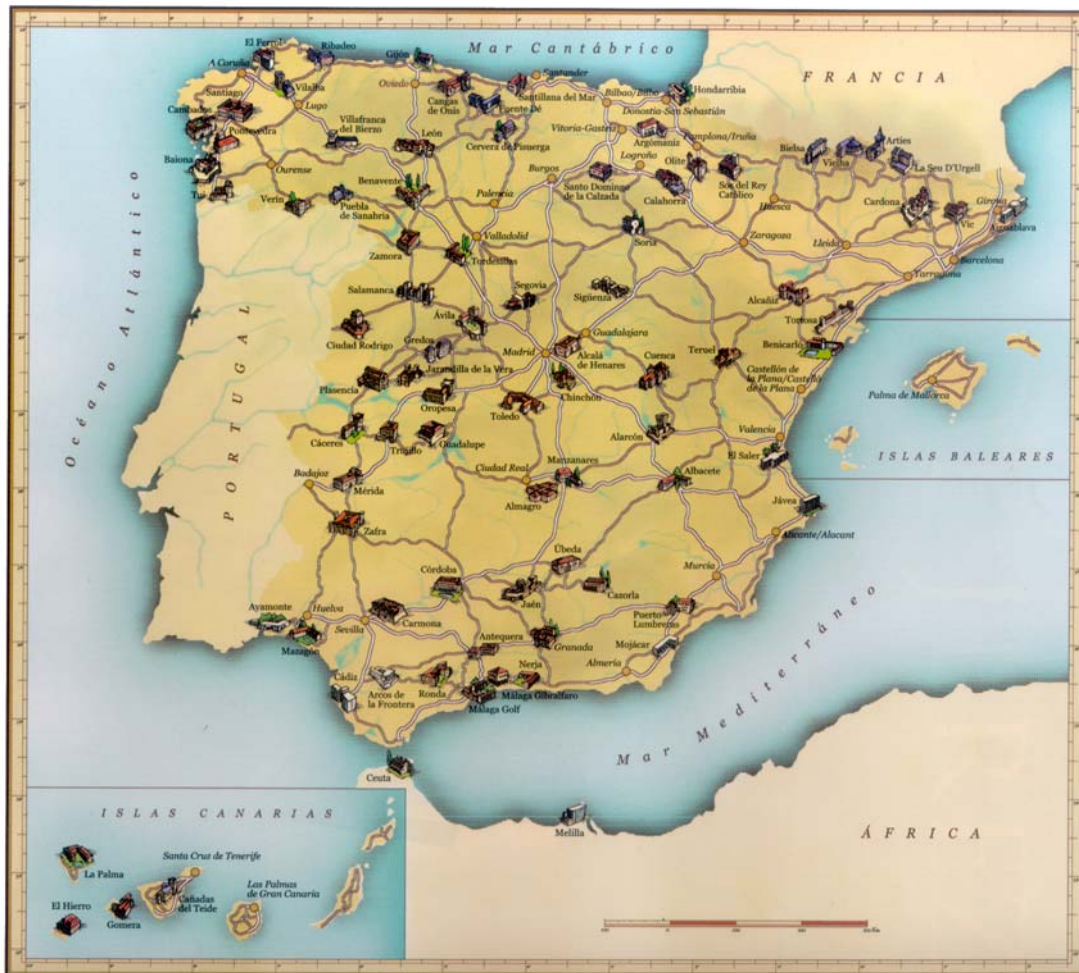 Mar Cantábrico
FRANCIA
Océano Atlántico
PORTUGAL
El Ferrol
Ribadeo
Gijón
A Coruña
Vilalba
Oviedo
Santander
Santiago
Cangas
de Onís
Fuente Dé
Santillana del Mar
Bilbao/Bilbo
Hondarribia
Donostia-San Sebastián
Cambados
Lugo
Pontevedra
Villafranca
del Bierzo
León
Cervera de Pisuerga
Vitoria-Gasteiz
Argómaniz
Pamplona/Iruña
Bielsa
Vielha
Arties
La Seu D'Urgell
Baiona
Ourense
Burgos
Logroño
Olite
Tui
Verín
Puebla
de Sanabria
Benavente
Palencia
Santo Domingo
de la Calzada
Calahorra
Sos del Rey
Católico
Huesca
Cardona
Vic
Girona
Aiguablava
Zamora
Valladolid
Tordesillas
Soria
Zaragoza
Lleida
Barcelona
Tarragona
Salamanca
Segovia
Sigüenza
Alcañiz
Tortosa
Ciudad Rodrigo
Ávila
Gredos
Guadalajara
Madrid
Alcalá
de Henares
Cuenca
Teruel
Benicarló
Jarandilla de la Vera
Plasencia
Oropesa
Toledo
Chinchón
Castellón de
la Plana/Castelló
de la Plana
Palma de Mallorca
ISLAS BALEARES
Cáceres
Trujillo
Guadalupe
Alarcón
Valencia
El Saler
Badajoz
Mérida
Ciudad Real
Manzanares
Albacete
Almagro
Jávea
Zafra
Alicante/Alacant
Córdoba
Úbeda
Jaén
Cazorla
Murcia
Ayamonte
Huelva
Sevilla
Carmona
Puerto
Lumbreras
Mazagón
Antequera
Granada
Mojácar
Almería
Cádiz
Arcos de
la Frontera
Ronda
Nerja
Málaga Gibralfaro
Málaga Golf
Mar Mediterráneo
Ceuta
Melilla
ÁFRICA
ISLAS CANARIAS
Santa Cruz de Tenerife
La Palma
Las Palmas
de Gran Canaria
El Hierro
Gomera
Cañadas
del Teide